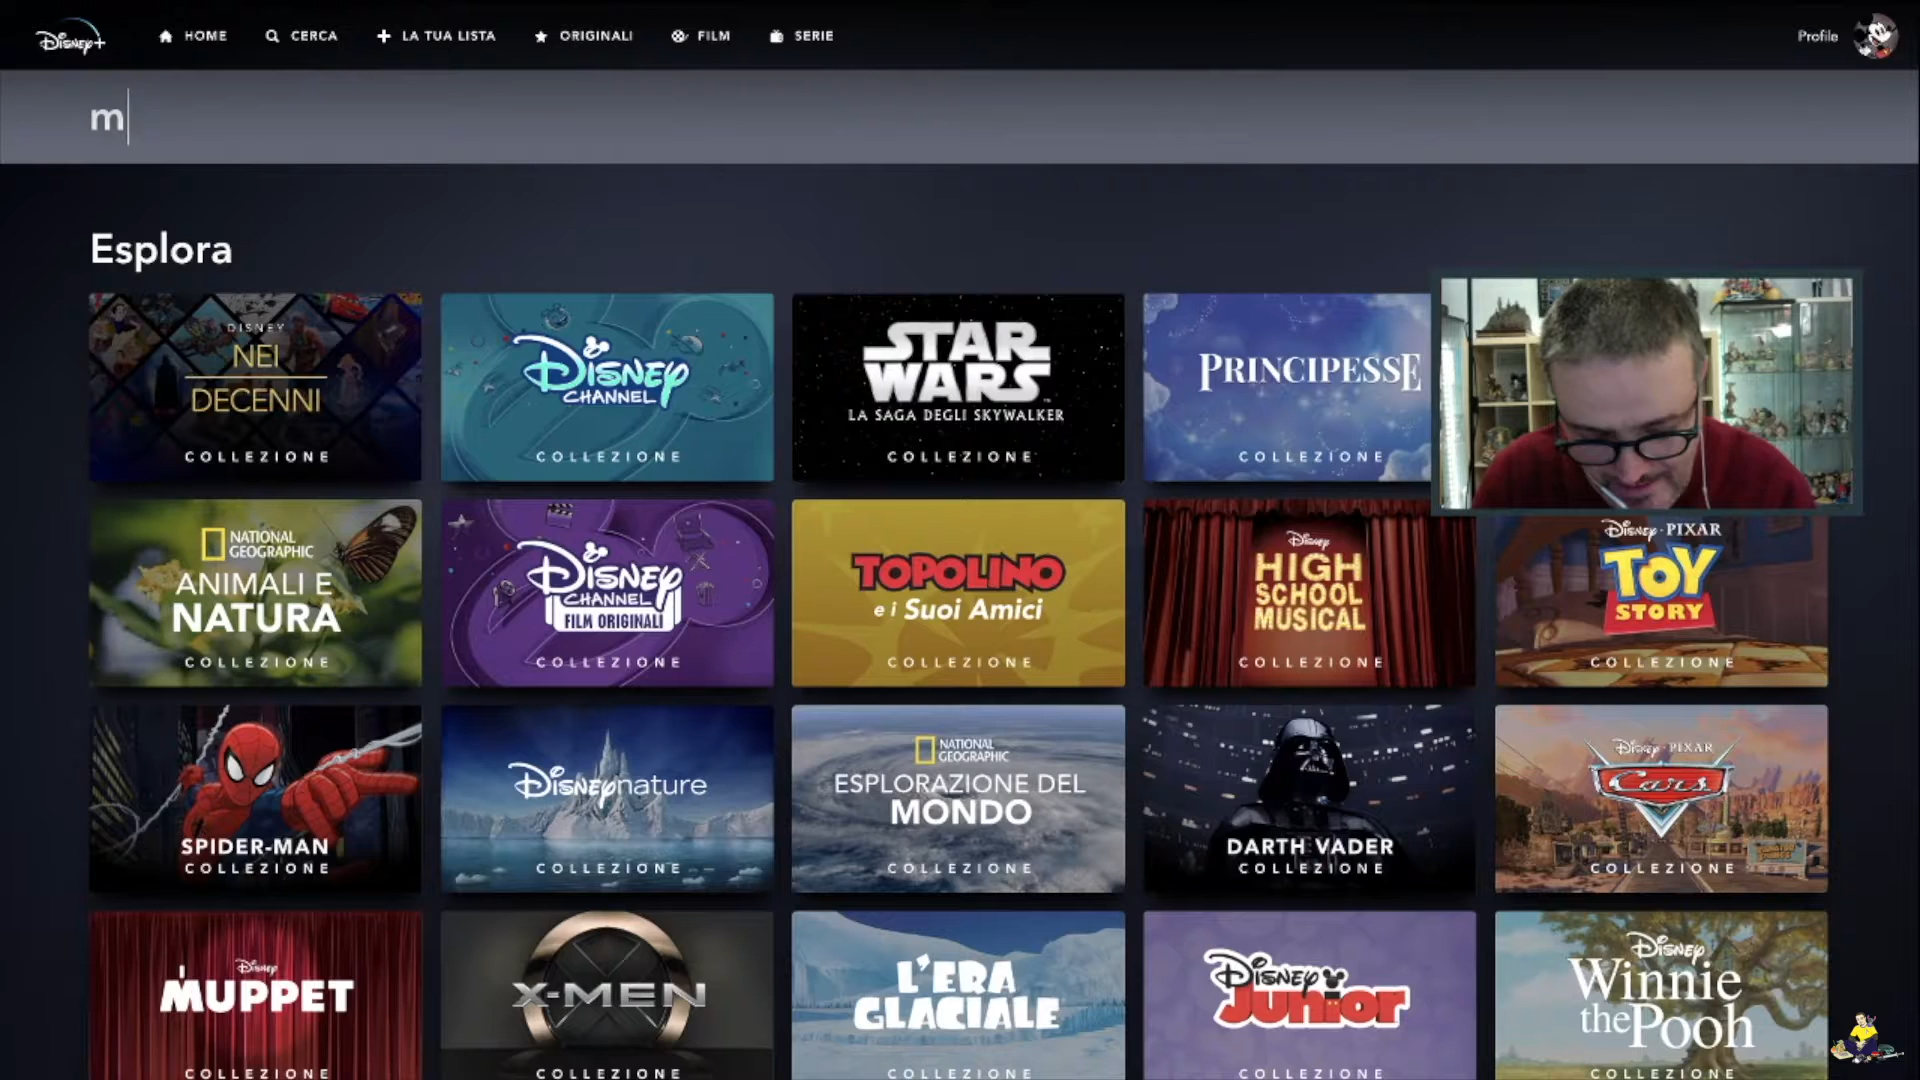 Disney+ HOME CERCA LA TUA LISTA ORIGINALI FILM SERIE Profile
m
Esplora
DISNEY
NEI
DECENNI
COLLEZIONE
Disney
CHANNEL
COLLEZIONE
STAR
WARS
LA SAGA DEGLI SKYWALKER
COLLEZIONE
PRINCIPESSE
COLLEZIONE
NATIONAL
GEOGRAPHIC
ANIMALI E
NATURA
COLLEZIONE
Disney
CHANNEL
FILM ORIGINALI
COLLEZIONE
TOPOLINO
e i Suoi Amici
COLLEZIONE
Disney
HIGH
SCHOOL
MUSICAL
COLLEZIONE
Disney·PIXAR
TOY
STORY
COLLEZIONE
SPIDER-MAN
COLLEZIONE
Disneynature
COLLEZIONE
NATIONAL
GEOGRAPHIC
ESPLORAZIONE DEL
MONDO
COLLEZIONE
DARTH VADER
COLLEZIONE
Disney·PIXAR
Cars
COLLEZIONE
Disney
I MUPPET
COLLEZIONE
X-MEN
COLLEZIONE
L'ERA
GLACIALE
COLLEZIONE
Disney
Junior
COLLEZIONE
Disney
Winnie
the Pooh
COLLEZIONE